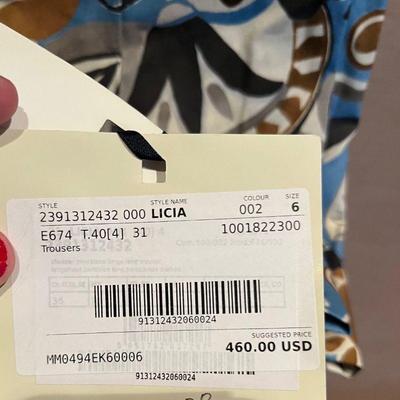 STYLE STYLE NAME COLOUR SIZE
2391312432 000 LICIA 002 6
E674 T.40[4] 31 1001822300
Trousers
91312432060024
SUGGESTED PRICE
460.00 USD
MM0494EK60006
91312432060024